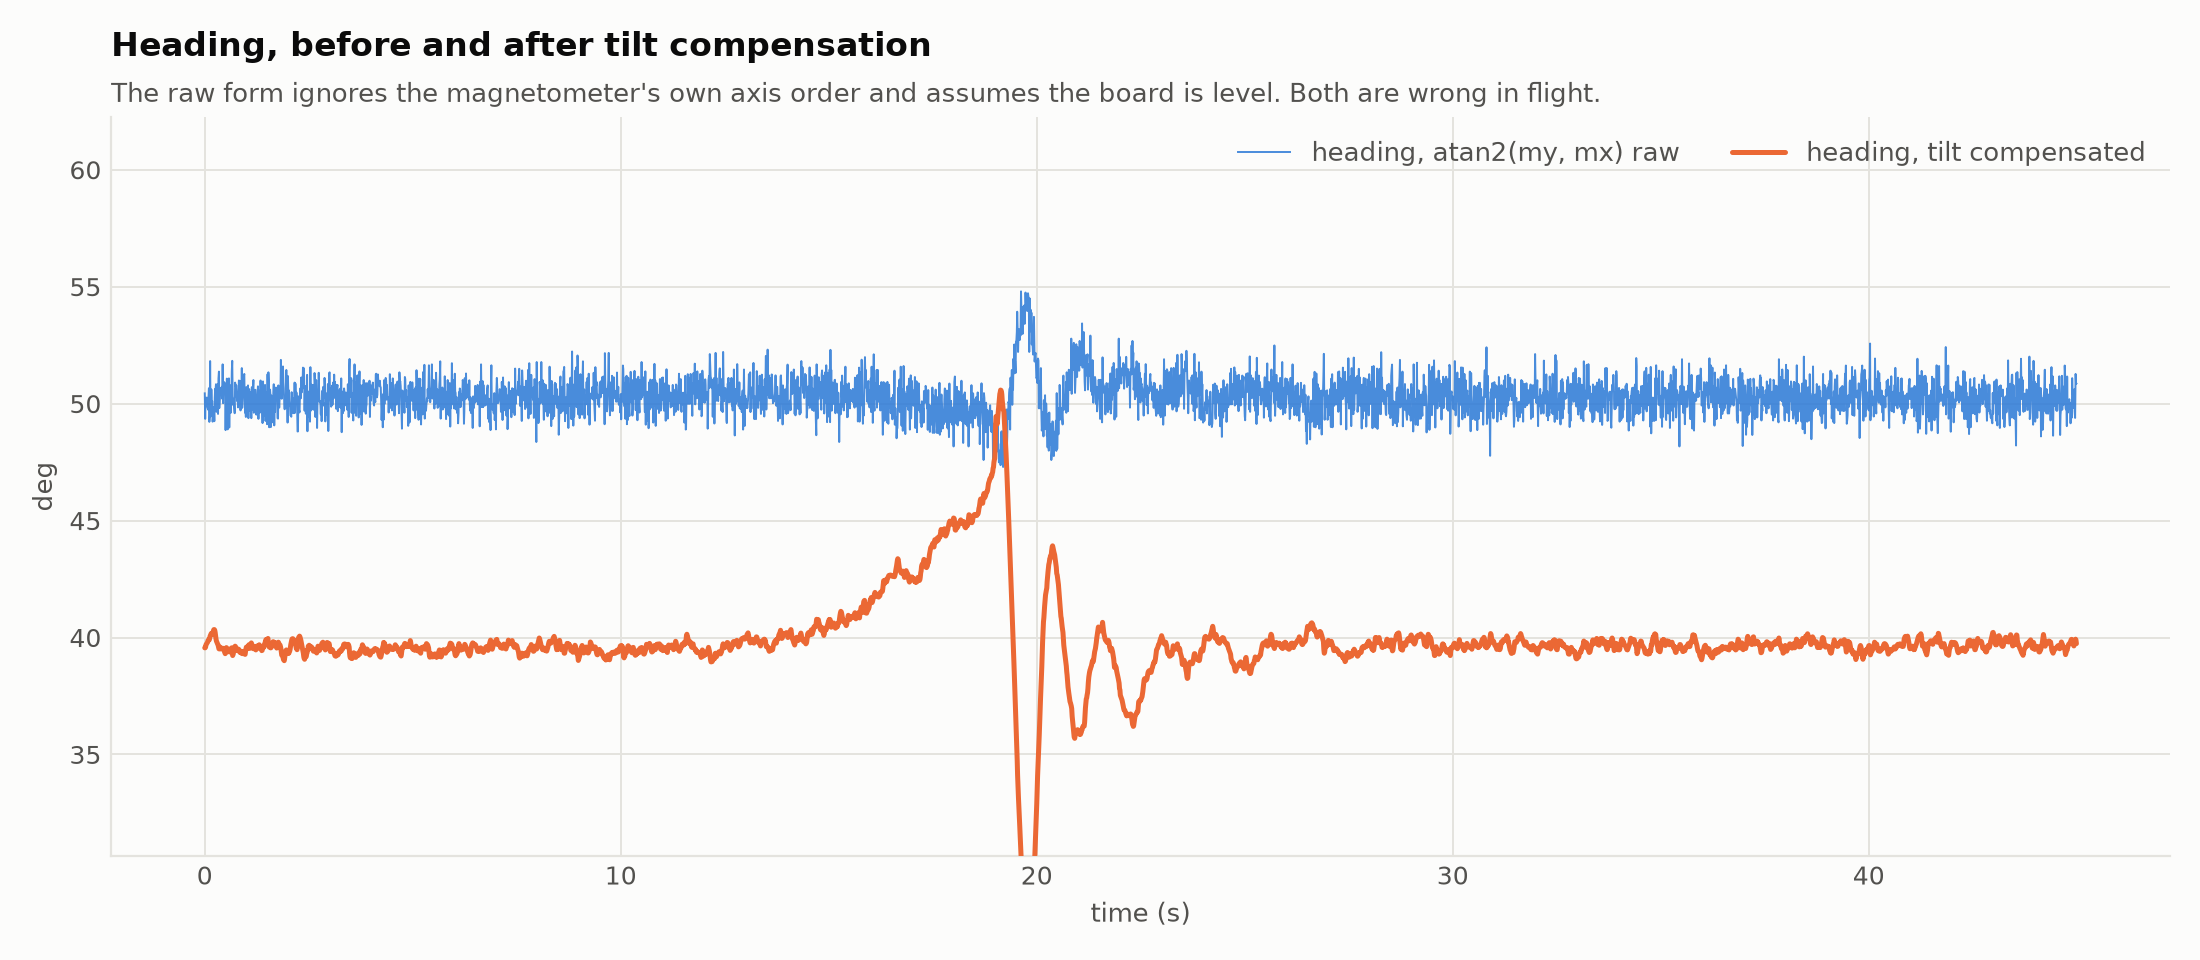 Heading, before and after tilt compensation
The raw form ignores the magnetometer's own axis order and assumes the board is level. Both are wrong in flight.
heading, atan2(my, mx) raw
heading, tilt compensated
60
55
50
45
40
35
deg
0
10
20
30
40
time (s)